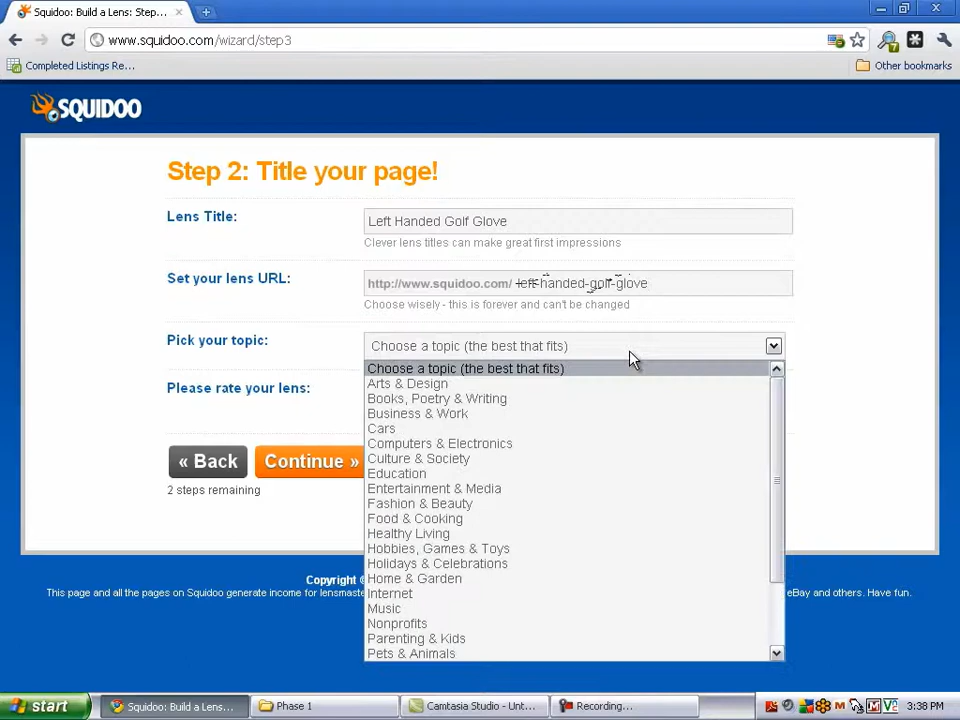 Squidoo: Build a Lens: Step...
www.squidoo.com/wizard/step3
Completed Listings Re...
Other bookmarks
SQUIDOO
Step 2: Title your page!
Lens Title:
Left Handed Golf Glove
Clever lens titles can make great first impressions
Set your lens URL:
http://www.squidoo.com/ left-handed-golf-glove
Choose wisely - this is forever and can't be changed
Pick your topic:
Choose a topic (the best that fits)
Choose a topic (the best that fits)
Arts & Design
Books, Poetry & Writing
Business & Work
Cars
Computers & Electronics
Culture & Society
Education
Entertainment & Media
Fashion & Beauty
Food & Cooking
Healthy Living
Hobbies, Games & Toys
Holidays & Celebrations
Home & Garden
Internet
Music
Nonprofits
Parenting & Kids
Pets & Animals
Please rate your lens:
« Back
Continue »
2 steps remaining
Copyright
This page and all the pages on Squidoo generate income for lensmaste
eBay and others. Have fun.
start
Squidoo: Build a Lens...
Phase 1
Camtasia Studio - Unt...
Recording...
3:38 PM